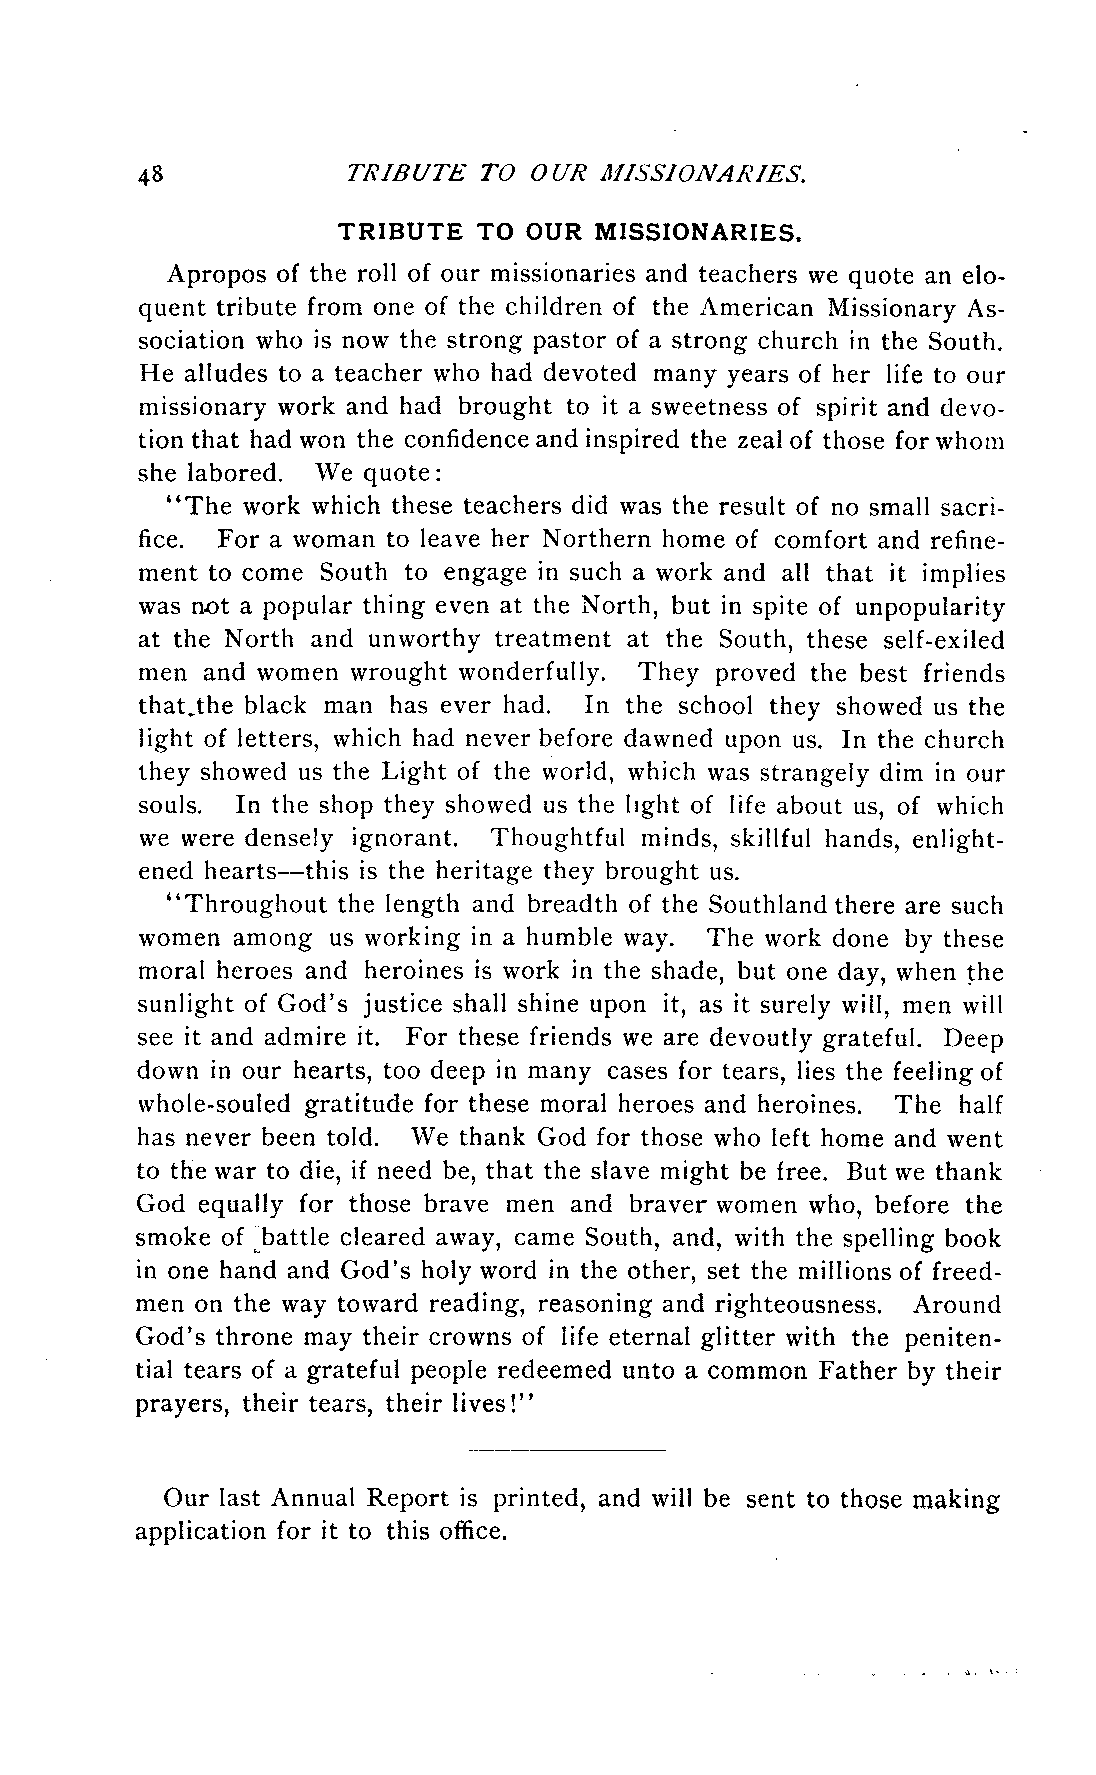 48 TRIBUTE TO OUR MISSIONARIES.
TRIBUTE TO OUR MISSIONARIES.
Apropos of the roll of our missionaries and teachers we quote an elo-
quent tribute from one of the children of the American Missionary As-
sociation who is now the strong pastor of a strong church in the South.
He alludes to a teacher who had devoted many years of her life to our
missionary work and had brought to it a sweetness of spirit and devo-
tion that had won the confidence and inspired the zeal of those for whom
she labored. We quote:
"The work which these teachers did was the result of no small sacri-
fice. For a woman to leave her Northern home of comfort and refine-
ment to come South to engage in such a work and all that it implies
was not a popular thing even at the North, but in spite of unpopularity
at the North and unworthy treatment at the South, these self-exiled
men and women wrought wonderfully. They proved the best friends
that the black man has ever had. In the school they showed us the
light of letters, which had never before dawned upon us. In the church
they showed us the Light of the world, which was strangely dim in our
souls. In the shop they showed us the light of life about us, of which
we were densely ignorant. Thoughtful minds, skillful hands, enlight-
ened hearts—this is the heritage they brought us.
"Throughout the length and breadth of the Southland there are such
women among us working in a humble way. The work done by these
moral heroes and heroines is work in the shade, but one day, when the
sunlight of God's justice shall shine upon it, as it surely will, men will
see it and admire it. For these friends we are devoutly grateful. Deep
down in our hearts, too deep in many cases for tears, lies the feeling of
whole-souled gratitude for these moral heroes and heroines. The half
has never been told. We thank God for those who left home and went
to the war to die, if need be, that the slave might be free. But we thank
God equally for those brave men and braver women who, before the
smoke of battle cleared away, came South, and, with the spelling book
in one hand and God's holy word in the other, set the millions of freed-
men on the way toward reading, reasoning and righteousness. Around
God's throne may their crowns of life eternal glitter with the peniten-
tial tears of a grateful people redeemed unto a common Father by their
prayers, their tears, their lives!"
Our last Annual Report is printed, and will be sent to those making
application for it to this office.